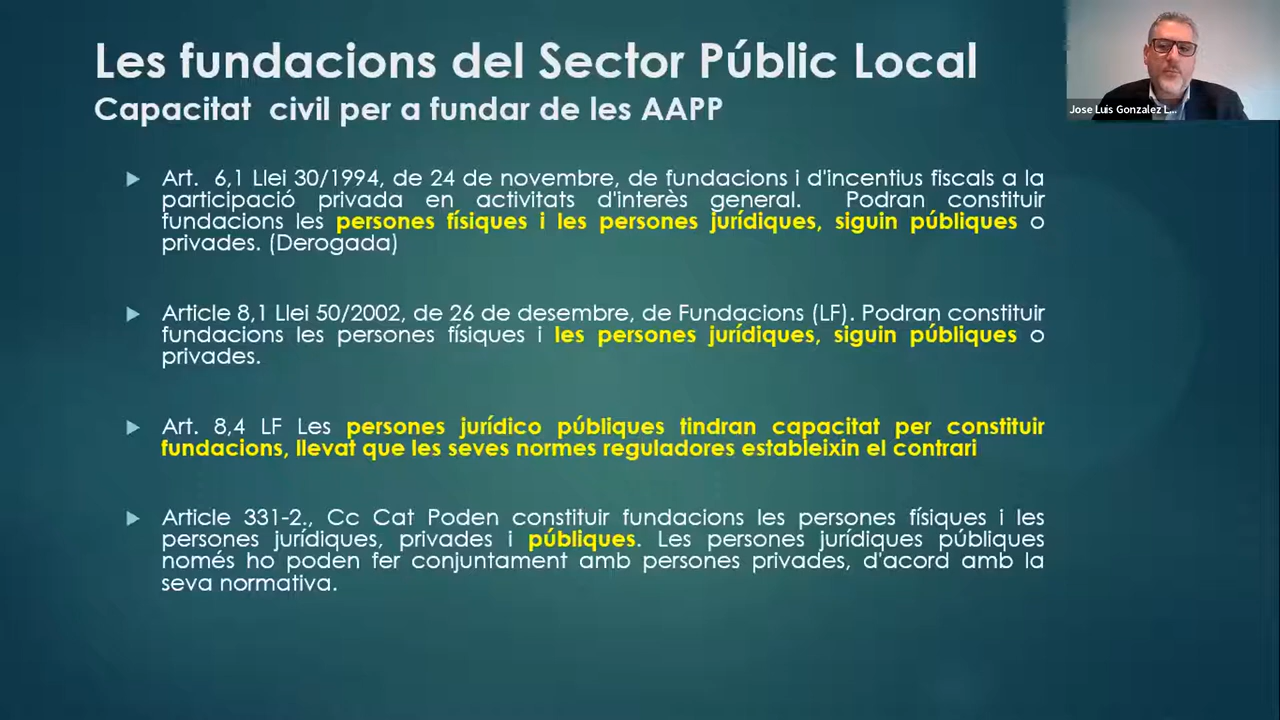 Les fundacions del Sector Públic Local
Capacitat civil per a fundar de les AAPP
Jose Luis Gonzalez L...
Art. 6,1 Llei 30/1994, de 24 de novembre, de fundacions i d'incentius fiscals a la
participació privada en activitats d'interès general. Podran constituir
fundacions les persones físiques i les persones jurídiques, siguin públiques o
privades. (Derogada)
Article 8,1 Llei 50/2002, de 26 de desembre, de Fundacions (LF). Podran constituir
fundacions les persones físiques i les persones jurídiques, siguin públiques o
privades.
Art. 8,4 LF Les persones jurídico públiques tindran capacitat per constituir
fundacions, llevat que les seves normes reguladores estableixin el contrari
Article 331-2., Cc Cat Poden constituir fundacions les persones físiques i les
persones jurídiques, privades i públiques. Les persones jurídiques públiques
només ho poden fer conjuntament amb persones privades, d'acord amb la
seva normativa.